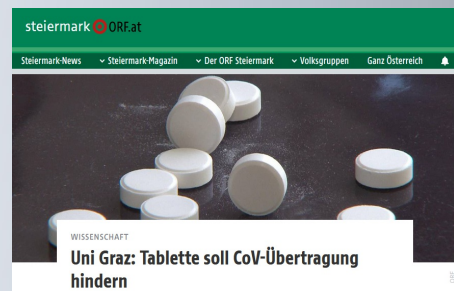 steiermark ORF.at
Steiermark-News Steiermark-Magazin Der ORF Steiermark Volksgruppen Ganz Österreich
WISSENSCHAFT
Uni Graz: Tablette soll CoV-Übertragung
hindern
ORF